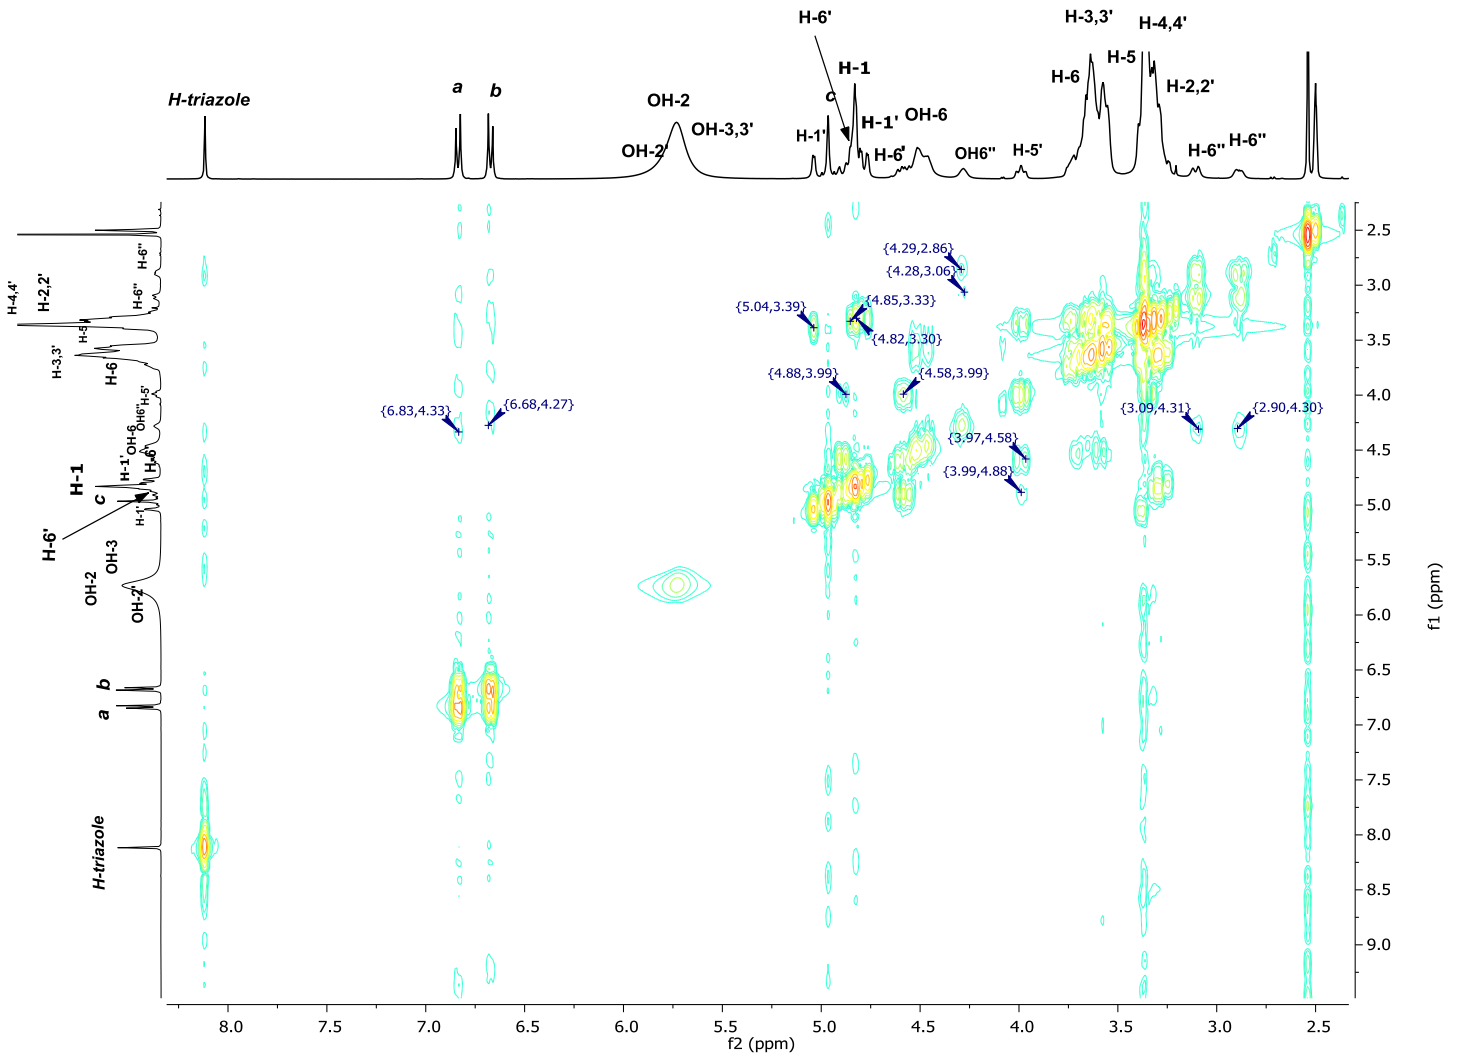 H-6'
H-3,3'
H-4,4'
H-1
H-5
H-6
a
b
c
H-2,2'
H-triazole
OH-2
OH-3,3'
OH-6
H-1'
H-1'
OH-2'
H-6'
OH6''
H-5'
H-6''
H-6''
H-4,4'
H-2,2'
H-6''
H-6''
H-5
H-3,3'
H-6
H-5'
OH6''
OH-6
H-6'
H-1'
H-1
c
H-1'
H-6'
OH-3
OH-2
OH-2'
b
a
H-triazole
{4.29,2.86}
{4.28,3.06}
{5.04,3.39}
{4.85,3.33}
{4.82,3.30}
{4.88,3.99}
{4.58,3.99}
{6.83,4.33}
{6.68,4.27}
{3.09,4.31}
{2.90,4.30}
{3.97,4.58}
{3.99,4.88}
2.5
3.0
3.5
4.0
4.5
5.0
5.5
6.0
6.5
7.0
7.5
8.0
8.5
9.0
f1 (ppm)
8.0 7.0 6.5 6.0 5.5 5.0 4.5 4.0 3.5 3.0 2.5
f2 (ppm)